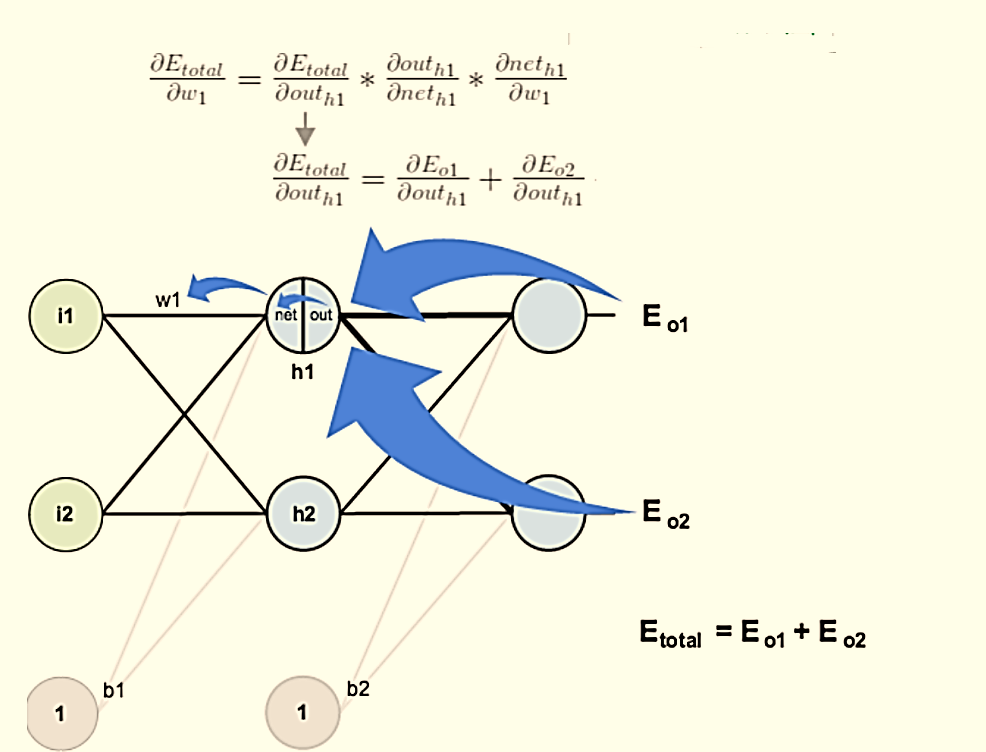 ∂E_total/∂w_1 = ∂E_total/∂out_h1 * ∂out_h1/∂net_h1 * ∂net_h1/∂w_1
∂E_total/∂out_h1 = ∂E_o1/∂out_h1 + ∂E_o2/∂out_h1
i1
w1
net
out
h1
E o1
i2
h2
E o2
E_total = E o1 + E o2
1
b1
1
b2